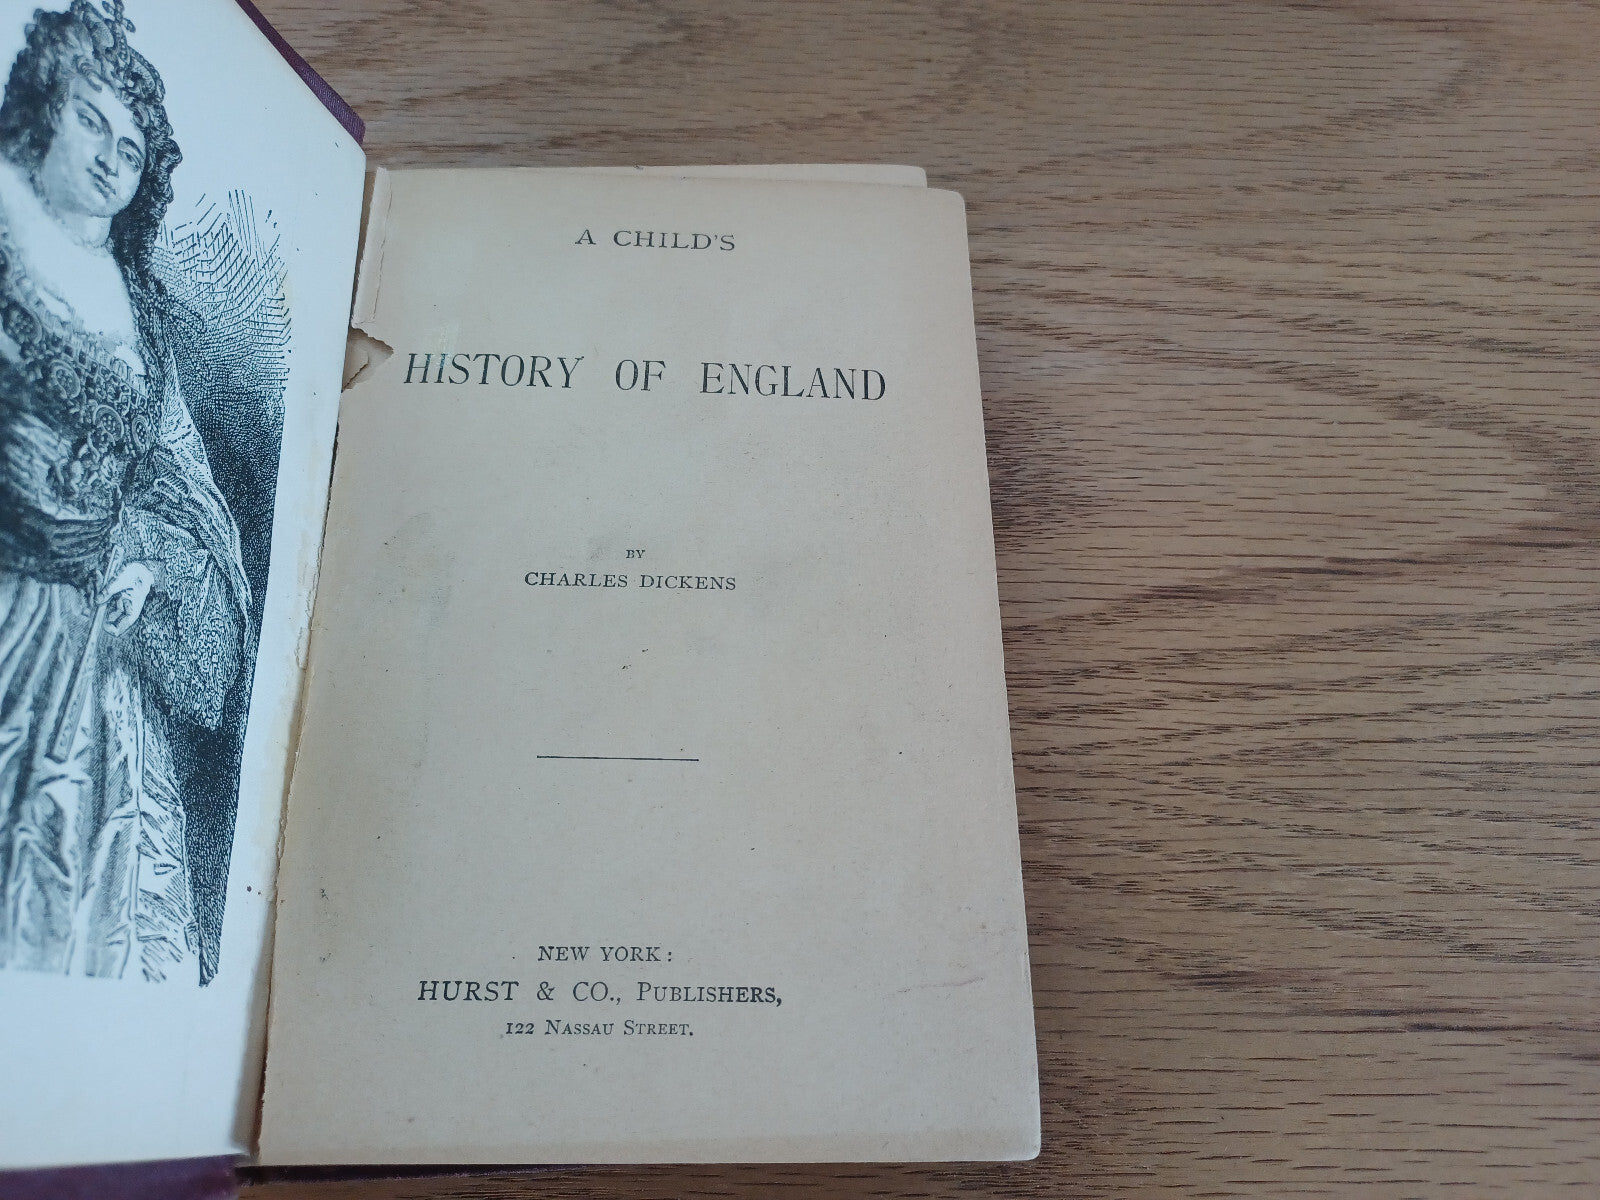 A CHILD'S
HISTORY OF ENGLAND
BY
CHARLES DICKENS
NEW YORK:
HURST & CO., PUBLISHERS,
122 NASSAU STREET.